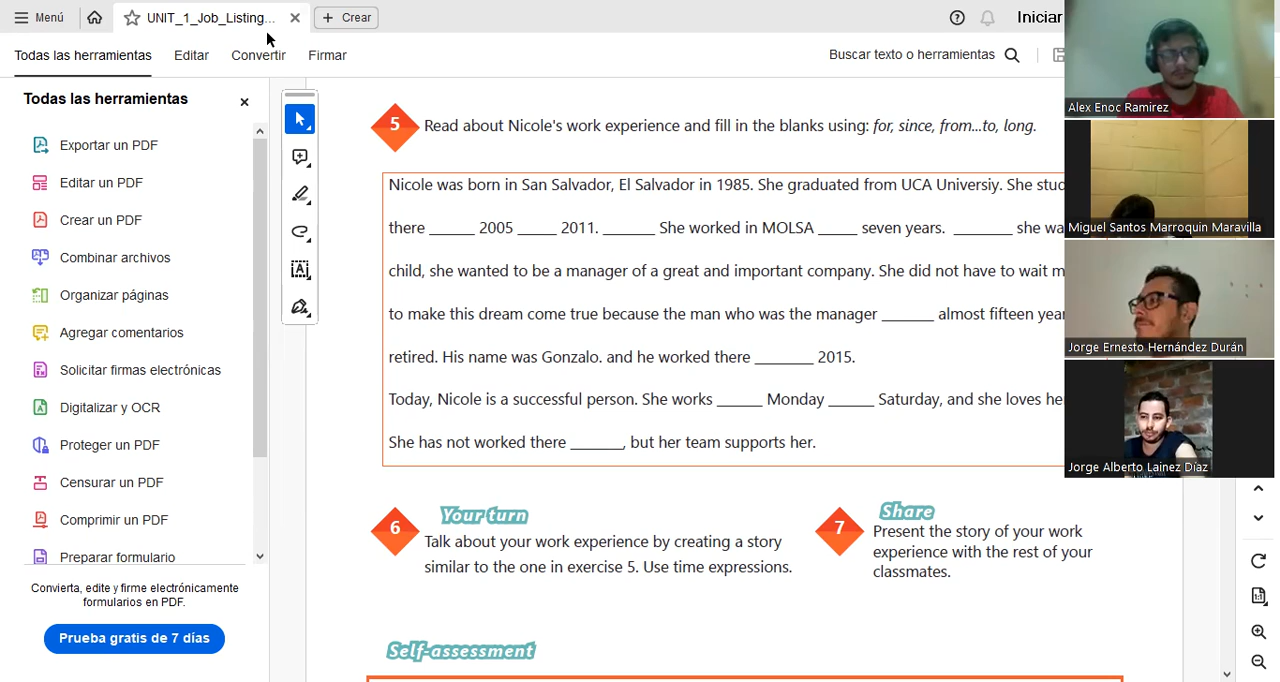 Menú
UNIT_1_Job_Listing...
Crear
Iniciar
Todas las herramientas
Editar
Convertir
Firmar
Buscar texto o herramientas
Todas las herramientas
Exportar un PDF
Editar un PDF
Crear un PDF
Combinar archivos
Organizar páginas
Agregar comentarios
Solicitar firmas electrónicas
Digitalizar y OCR
Proteger un PDF
Censurar un PDF
Comprimir un PDF
Preparar formulario
Convierta, edite y firme electrónicamente
formularios en PDF.
Prueba gratis de 7 días
5 Read about Nicole's work experience and fill in the blanks using: for, since, from...to, long.
Nicole was born in San Salvador, El Salvador in 1985. She graduated from UCA Universiy. She stud
there ______ 2005 _____ 2011. _______ She worked in MOLSA _____ seven years. ________ she wa
child, she wanted to be a manager of a great and important company. She did not have to wait m
to make this dream come true because the man who was the manager _______ almost fifteen year
retired. His name was Gonzalo. and he worked there ________ 2015.
Today, Nicole is a successful person. She works ______ Monday ______ Saturday, and she loves he
She has not worked there _______, but her team supports her.
6 Your turn
Talk about your work experience by creating a story
similar to the one in exercise 5. Use time expressions.
7 Share
Present the story of your work
experience with the rest of your
classmates.
Self-assessment
Alex Enoc Ramirez
Miguel Santos Marroquin Maravilla
Jorge Ernesto Hernández Durán
Jorge Alberto Lainez Díaz
1:1